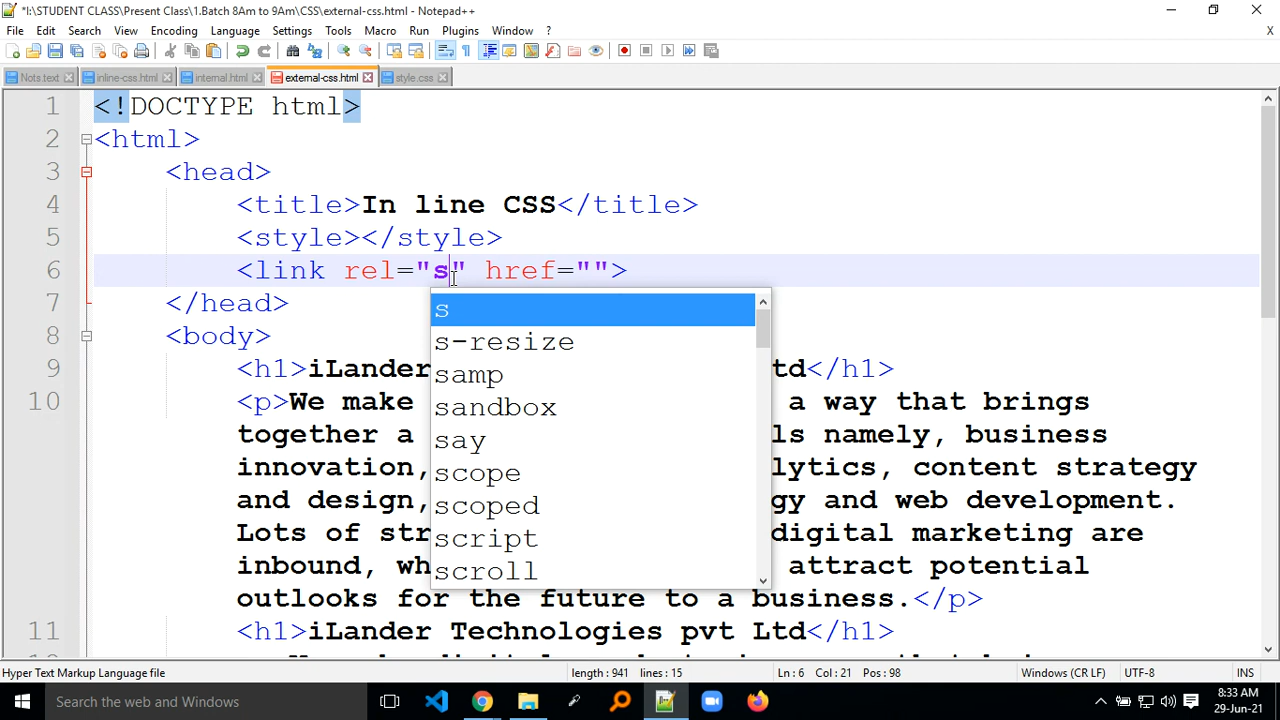 *I:\STUDENT CLASS\Present Class\1.Batch 8Am to 9Am\CSS\external-css.html - Notepad++
File Edit Search View Encoding Language Settings Tools Macro Run Plugins Window ? X
Nots.text inline-css.html internal.html external-css.html style.css
1 <!DOCTYPE html>
2 <html>
3 <head>
4 <title>In line CSS</title>
5 <style></style>
6 <link rel="s" href="">
7 </head>
s
8 <body>
s-resize
9 <h1>iLander td</h1>
samp
10 <p>We make a way that brings
sandbox
together a ls namely, business
say
innovation, lytics, content strategy
scope
and design, gy and web development.
scoped
Lots of str digital marketing are
script
inbound, wh attract potential
scroll
outlooks for the future to a business.</p>
11 <h1>iLander Technologies pvt Ltd</h1>
Hyper Text Markup Language file length : 941 lines : 15 Ln : 6 Col : 21 Pos : 98 Windows (CR LF) UTF-8 INS
Search the web and Windows
8:33 AM
29-Jun-21